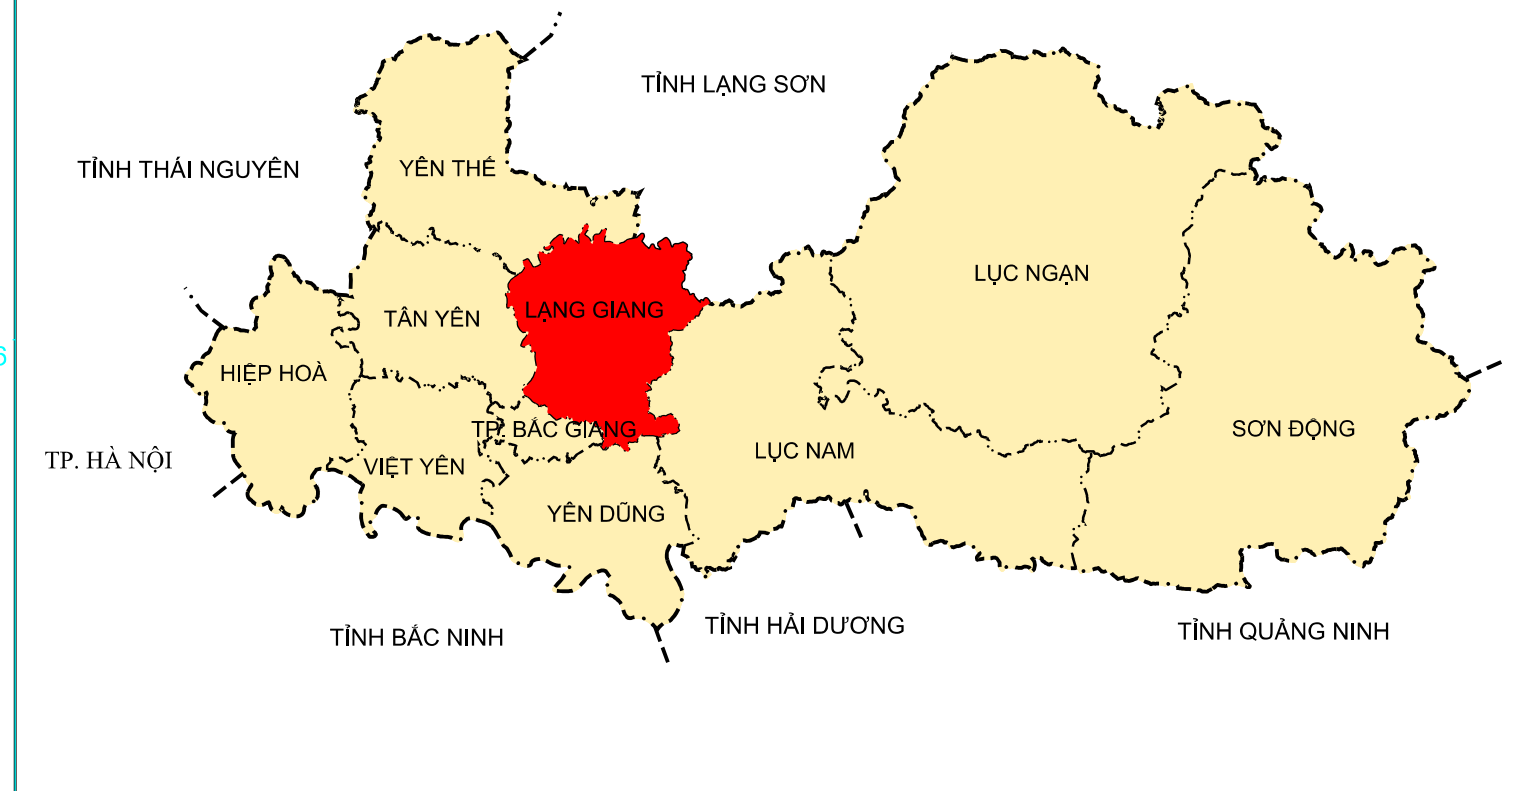 TỈNH LẠNG SƠN
TỈNH THÁI NGUYÊN
YÊN THẾ
LỤC NGẠN
LẠNG GIANG
TÂN YÊN
6
HIỆP HOÀ
TP. BẮC GIANG
SƠN ĐỘNG
LỤC NAM
TP. HÀ NỘI
VIỆT YÊN
YÊN DŨNG
TỈNH HẢI DƯƠNG
TỈNH QUẢNG NINH
TỈNH BẮC NINH